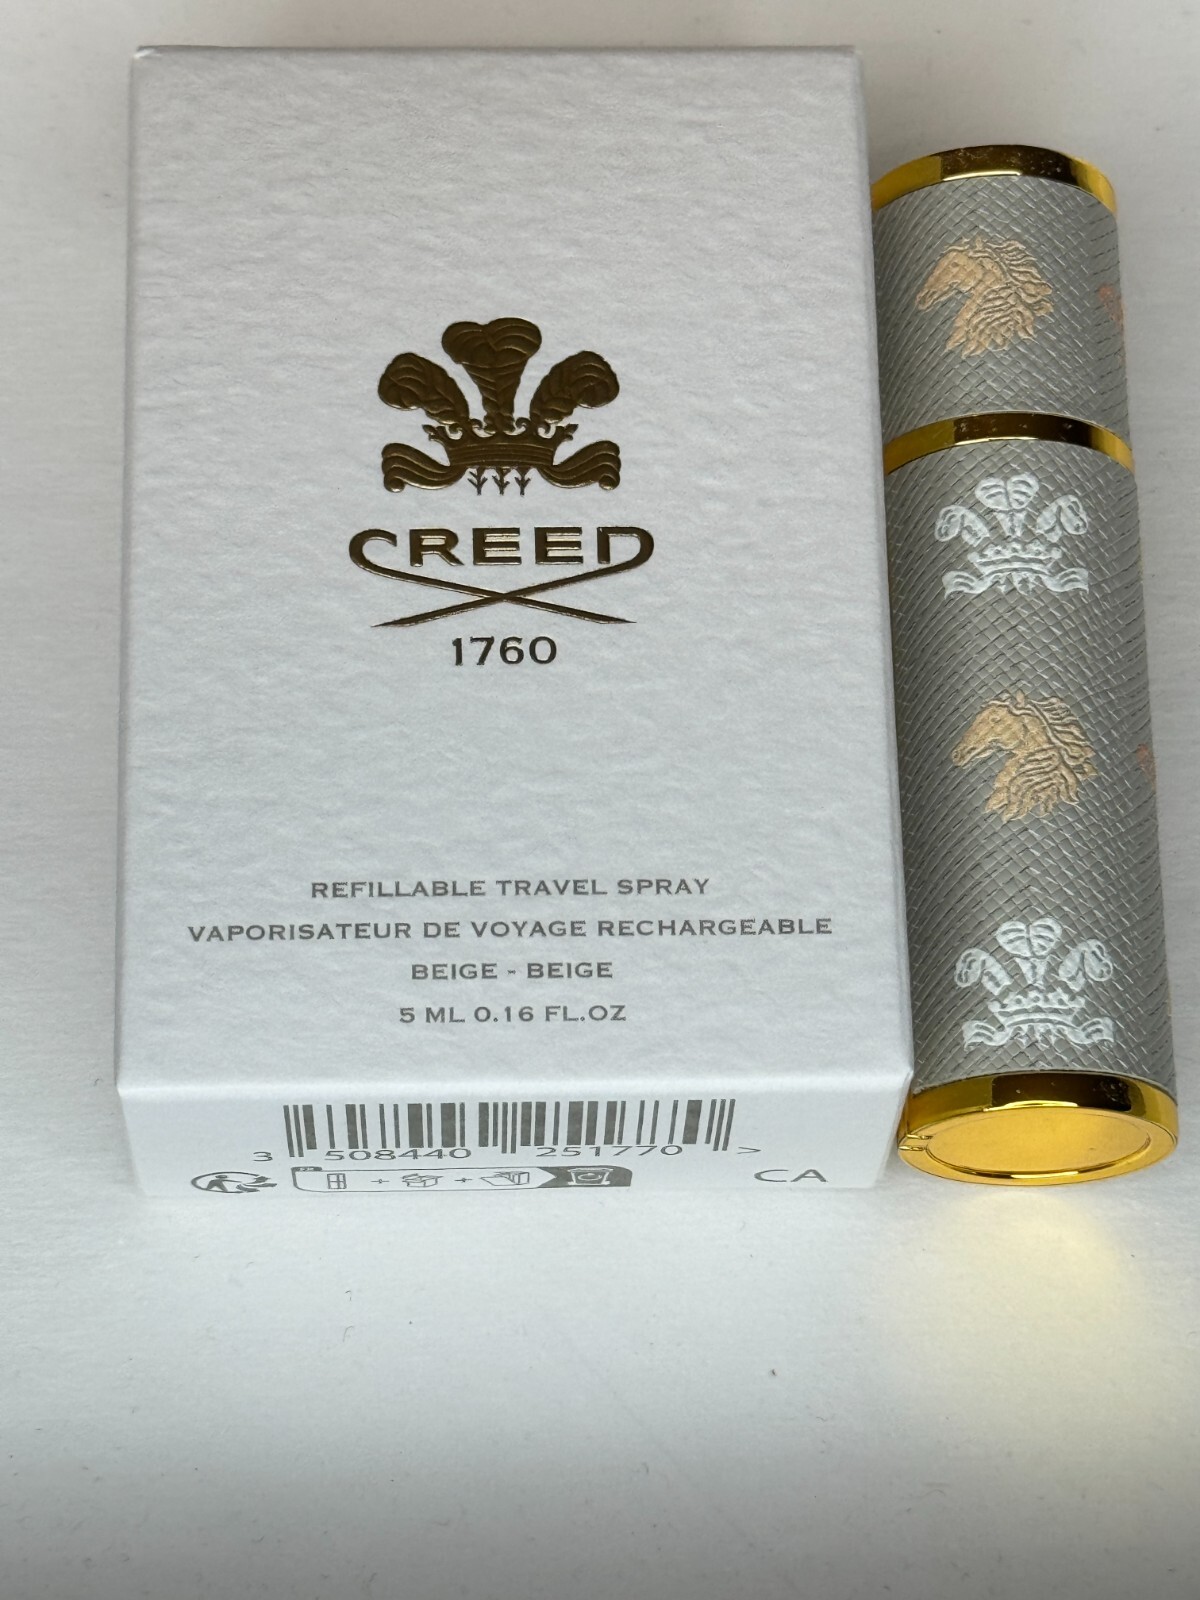 CREED
1760
REFILLABLE TRAVEL SPRAY
VAPORISATEUR DE VOYAGE RECHARGEABLE
BEIGE - BEIGE
5 ML 0.16 FL.OZ
3 508440 251770 >
FR
CA